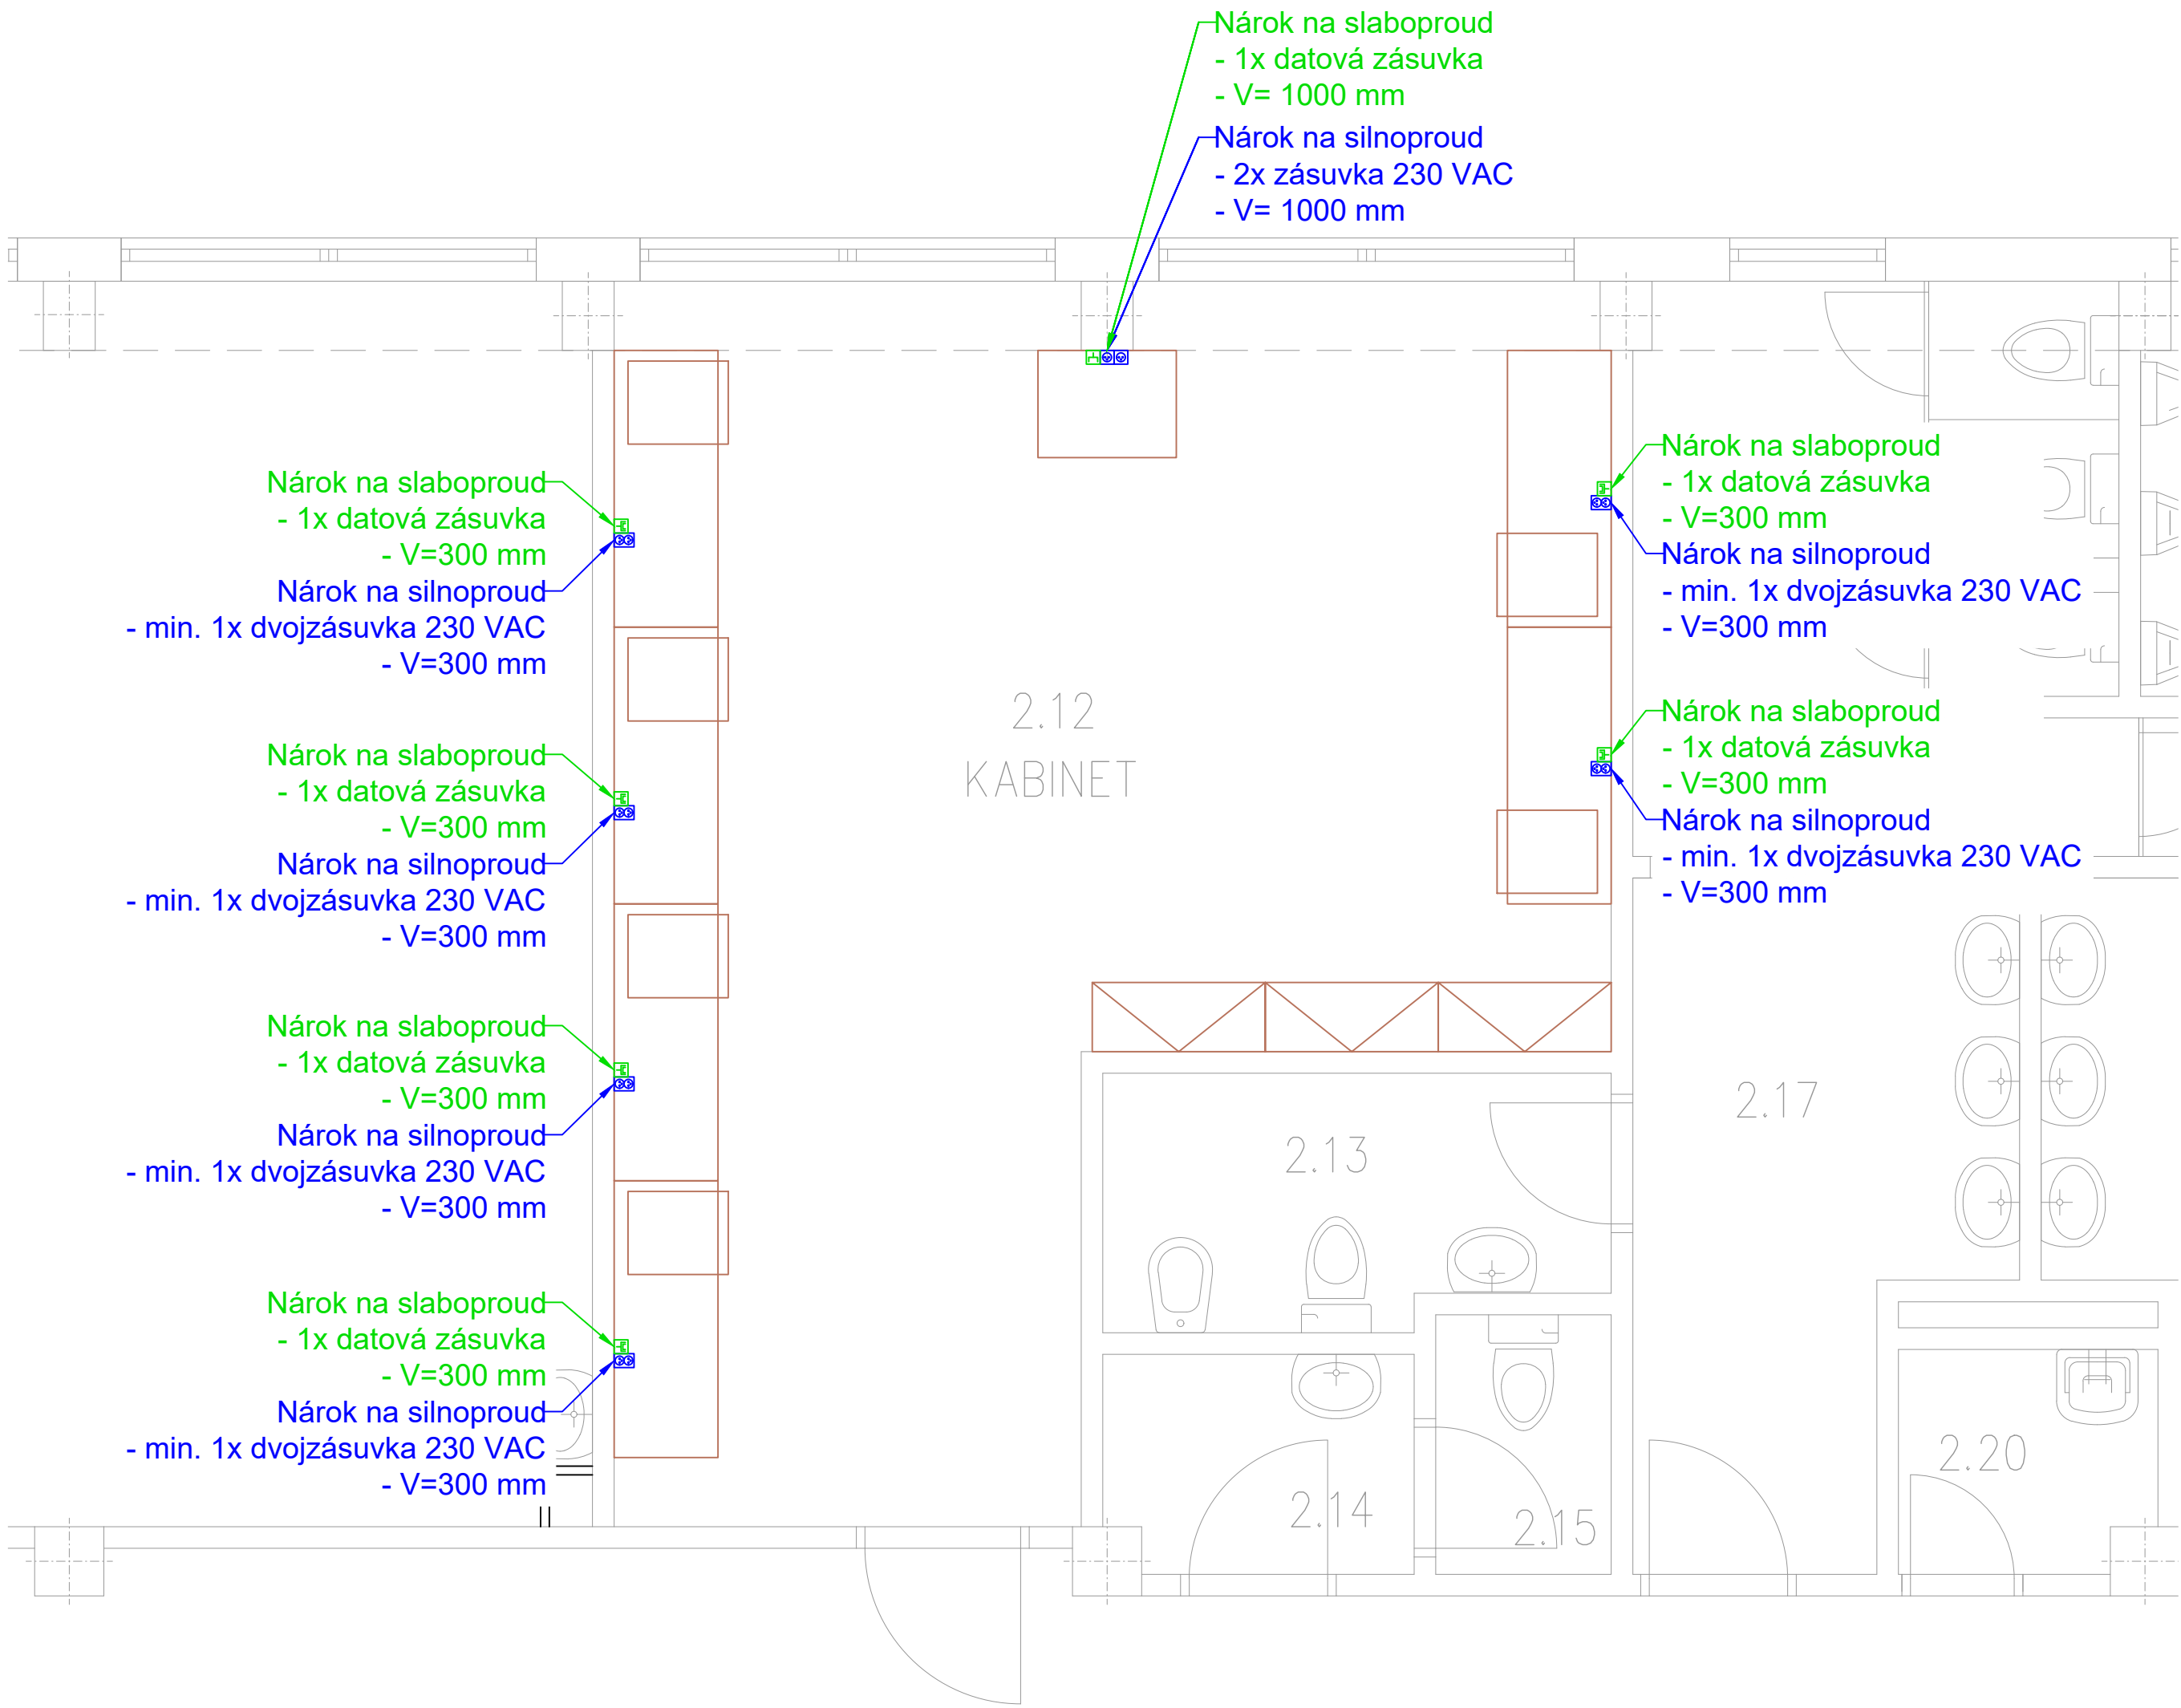 Nárok na slaboproud
- 1x datová zásuvka
- V= 1000 mm
Nárok na silnoproud
- 2x zásuvka 230 VAC
- V= 1000 mm
Nárok na slaboproud
- 1x datová zásuvka
- V=300 mm
Nárok na silnoproud
- min. 1x dvojzásuvka 230 VAC
- V=300 mm
Nárok na slaboproud
- 1x datová zásuvka
- V=300 mm
Nárok na silnoproud
- min. 1x dvojzásuvka 230 VAC
- V=300 mm
2.12
KABINET
Nárok na slaboproud
- 1x datová zásuvka
- V=300 mm
Nárok na silnoproud
- min. 1x dvojzásuvka 230 VAC
- V=300 mm
Nárok na slaboproud
- 1x datová zásuvka
- V=300 mm
Nárok na silnoproud
- min. 1x dvojzásuvka 230 VAC
- V=300 mm
Nárok na slaboproud
- 1x datová zásuvka
- V=300 mm
Nárok na silnoproud
- min. 1x dvojzásuvka 230 VAC
- V=300 mm
2.17
2.13
Nárok na slaboproud
- 1x datová zásuvka
- V=300 mm
Nárok na silnoproud
- min. 1x dvojzásuvka 230 VAC
- V=300 mm
2.14
2.15
2.20